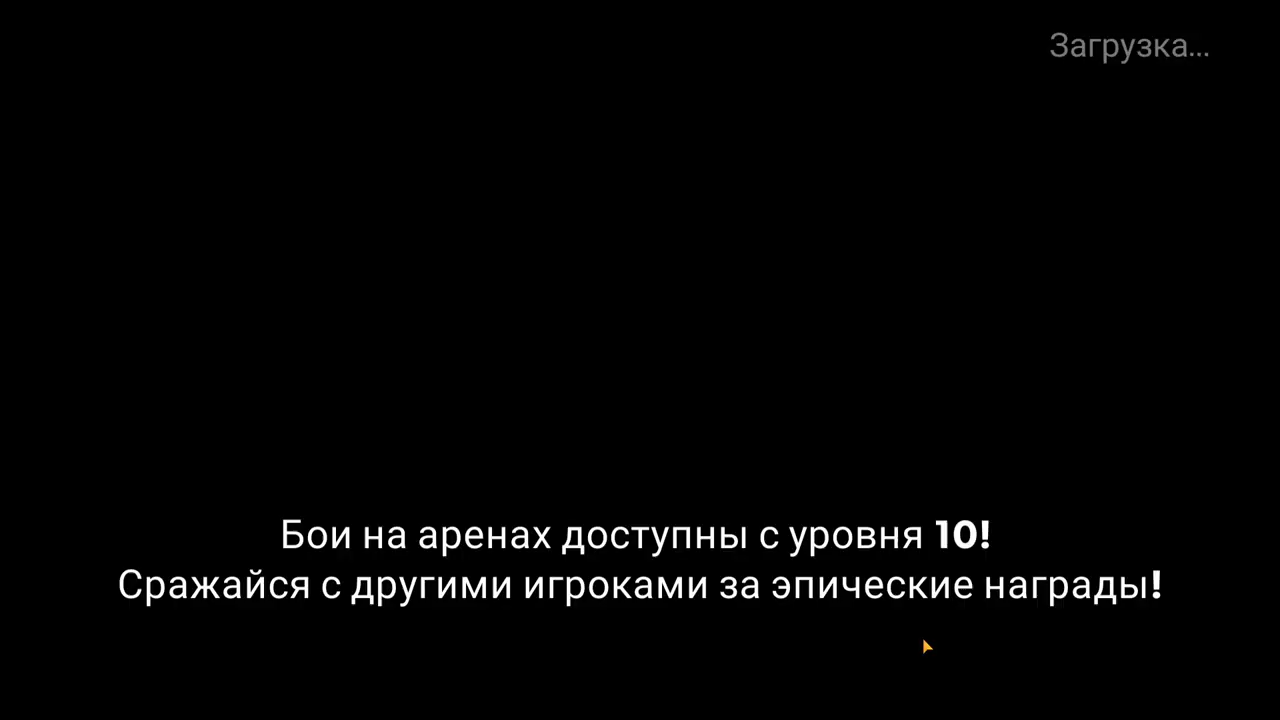 Загрузка...
Бои на аренах доступны с уровня 10!
Сражайся с другими игроками за эпические награды!